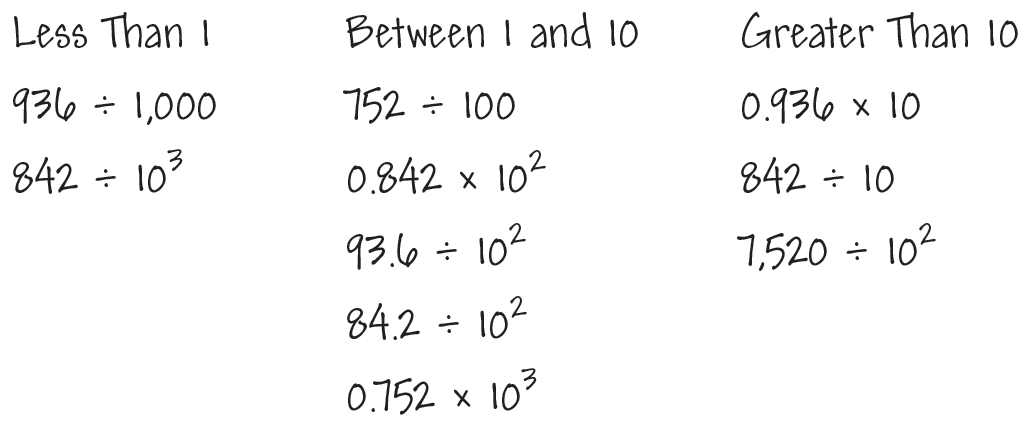 Less Than 1
936 ÷ 1,000
842 ÷ 10³
Between 1 and 10
752 ÷ 100
0.842 × 10²
93.6 ÷ 10²
84.2 ÷ 10²
0.752 × 10³
Greater Than 10
0.936 × 10
842 ÷ 10
7,520 ÷ 10²